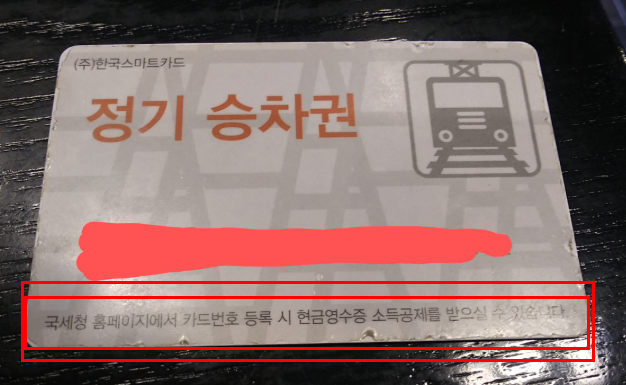 (주)한국스마트카드
정기 승차권
국세청 홈페이지에서 카드번호 등록 시 현금영수증 소득공제를 받으실 수 있습니다.